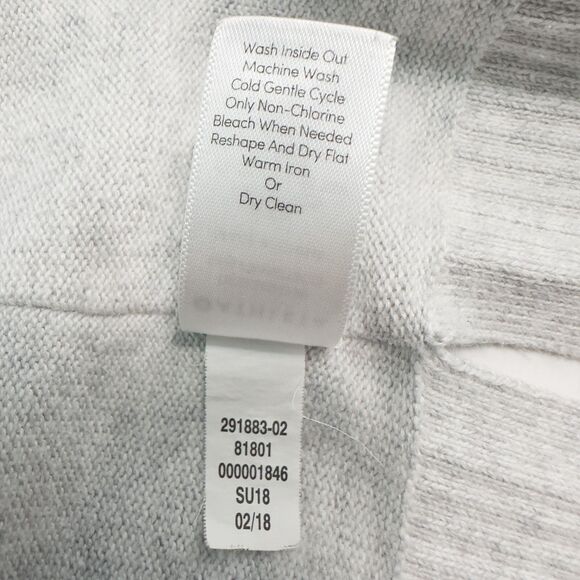 Wash Inside Out
Machine Wash
Cold Gentle Cycle
Only Non-Chlorine
Bleach When Needed
Reshape And Dry Flat
Warm Iron
Or
Dry Clean
291883-02
81801
000001846
SU18
02/18